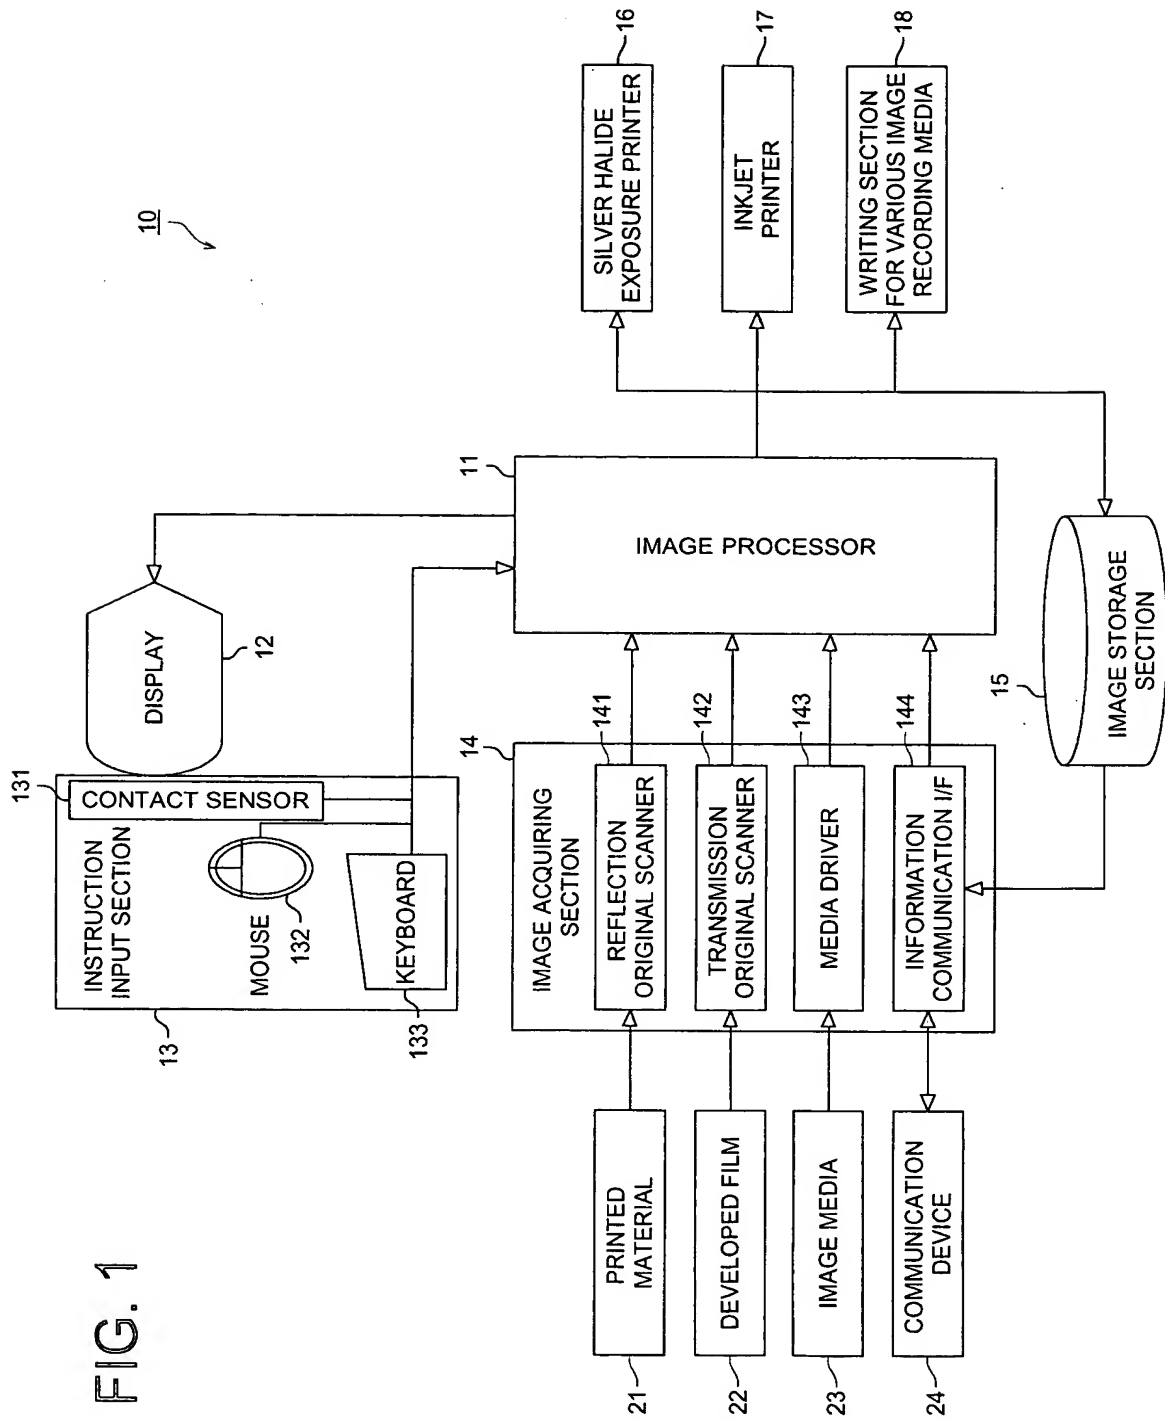 FIG. 1
10
INSTRUCTION
INPUT SECTION
13
131
CONTACT SENSOR
MOUSE
132
KEYBOARD
133
DISPLAY
12
11
IMAGE PROCESSOR
14
IMAGE ACQUIRING
SECTION
141
REFLECTION
ORIGINAL SCANNER
142
TRANSMISSION
ORIGINAL SCANNER
143
MEDIA DRIVER
144
INFORMATION
COMMUNICATION I/F
PRINTED
MATERIAL
21
DEVELOPED FILM
22
IMAGE MEDIA
23
COMMUNICATION
DEVICE
24
15
IMAGE STORAGE
SECTION
16
SILVER HALIDE
EXPOSURE PRINTER
17
INKJET
PRINTER
18
WRITING SECTION
FOR VARIOUS IMAGE
RECORDING MEDIA